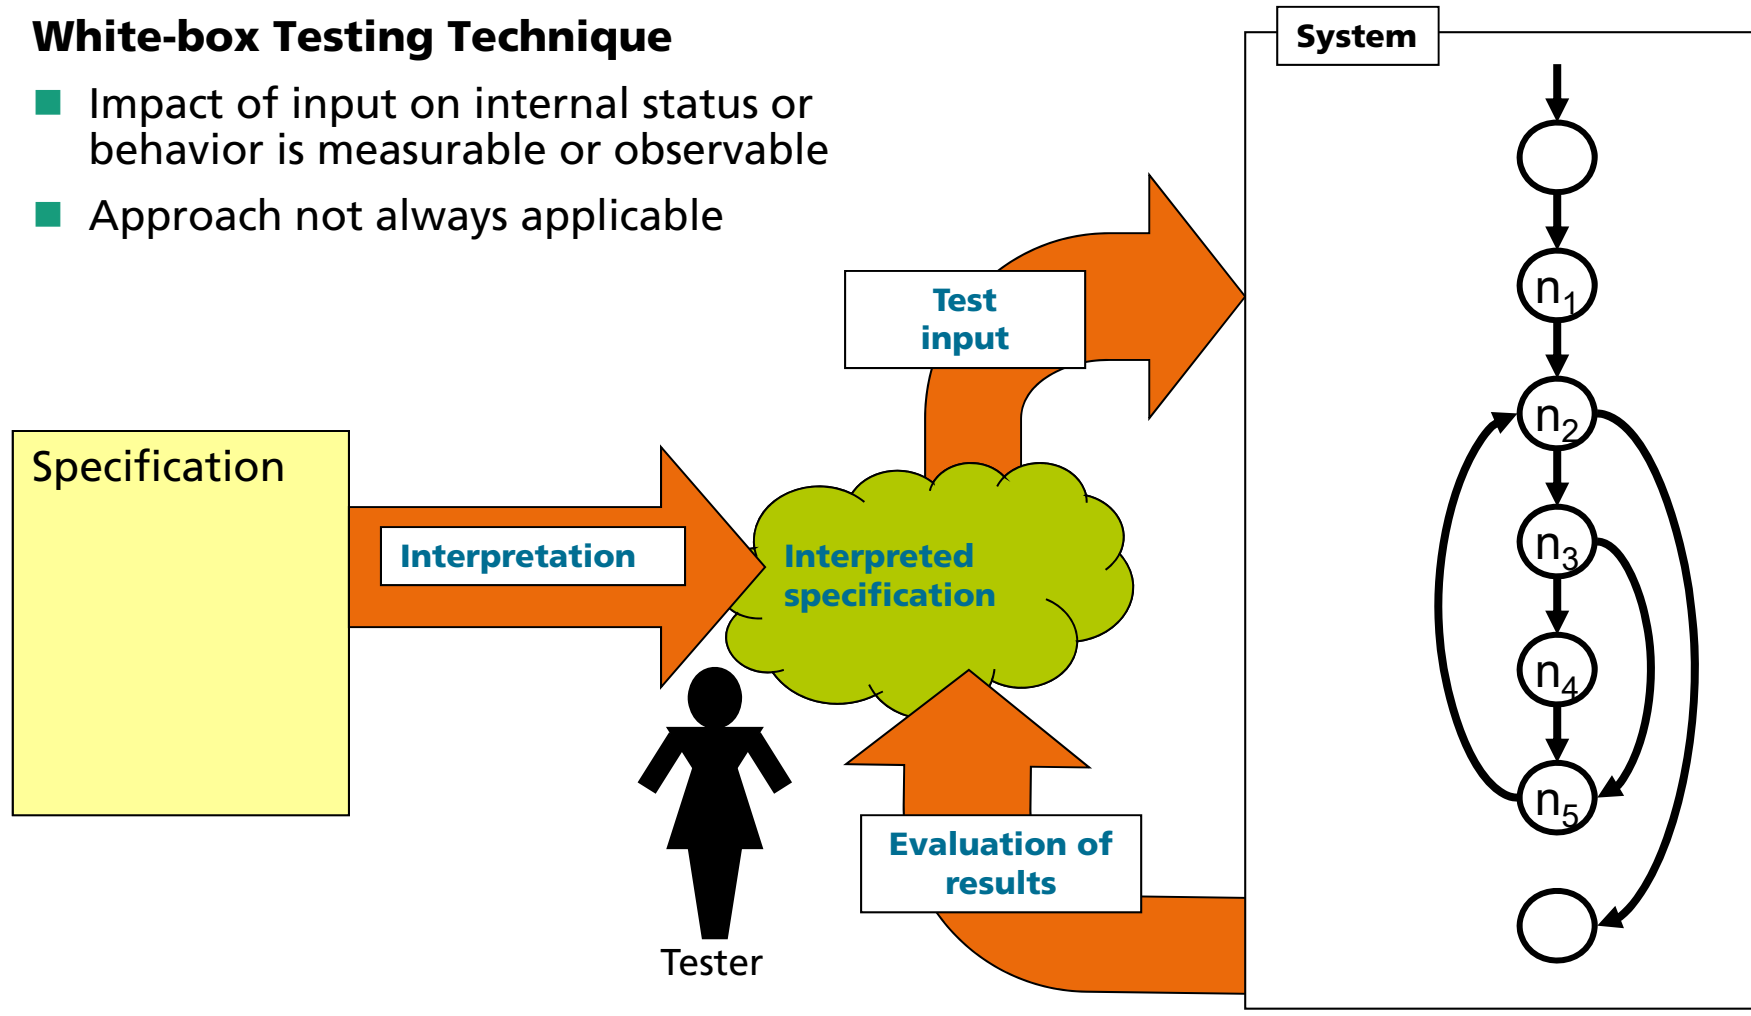 White-box Testing Technique
Impact of input on internal status or
behavior is measurable or observable
Approach not always applicable
System
Test
input
Specification
Interpretation
Interpreted
specification
Evaluation of
results
Tester
n1
n2
n3
n4
n5